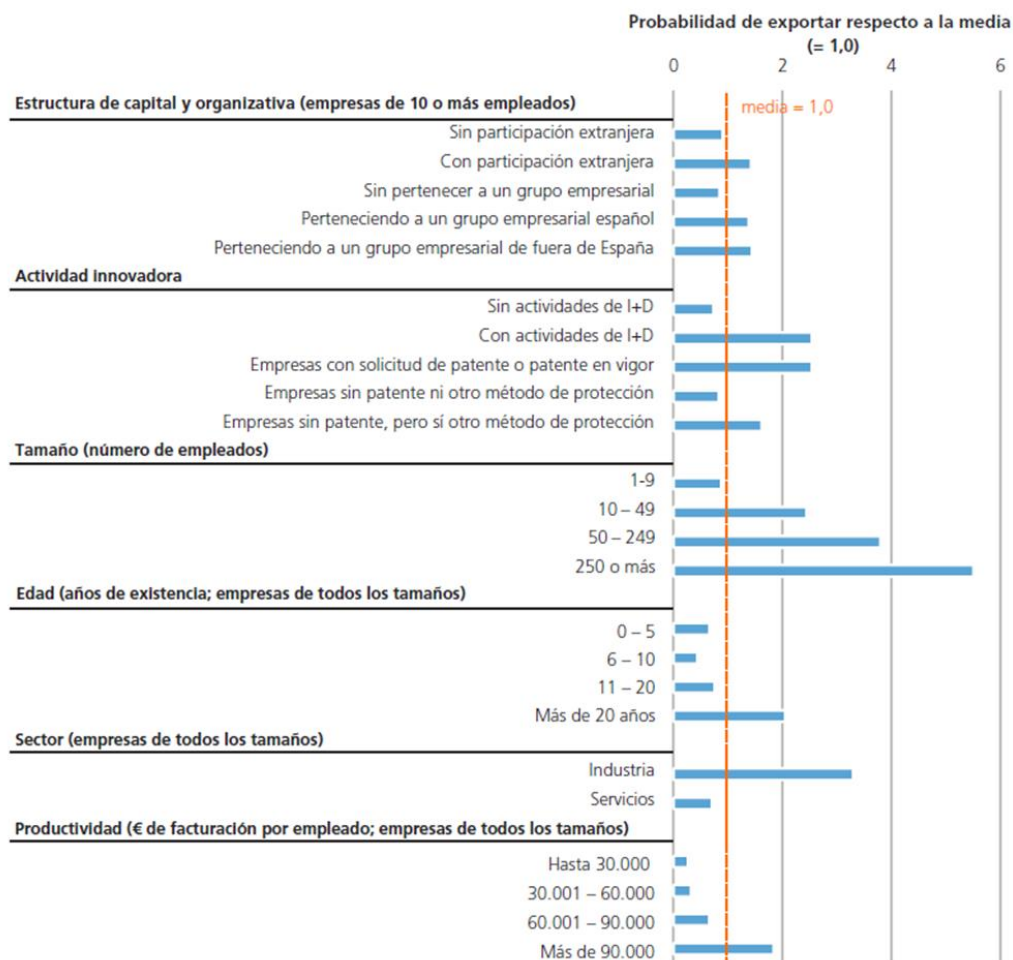 Probabilidad de exportar respecto a la media
(= 1,0)
0 2 4 6
Estructura de capital y organizativa (empresas de 10 o más empleados)
media = 1,0
Sin participación extranjera
Con participación extranjera
Sin pertenecer a un grupo empresarial
Perteneciendo a un grupo empresarial español
Perteneciendo a un grupo empresarial de fuera de España
Actividad innovadora
Sin actividades de I+D
Con actividades de I+D
Empresas con solicitud de patente o patente en vigor
Empresas sin patente ni otro método de protección
Empresas sin patente, pero sí otro método de protección
Tamaño (número de empleados)
1-9
10 – 49
50 – 249
250 o más
Edad (años de existencia; empresas de todos los tamaños)
0 – 5
6 – 10
11 – 20
Más de 20 años
Sector (empresas de todos los tamaños)
Industria
Servicios
Productividad (€ de facturación por empleado; empresas de todos los tamaños)
Hasta 30.000
30.001 – 60.000
60.001 – 90.000
Más de 90.000